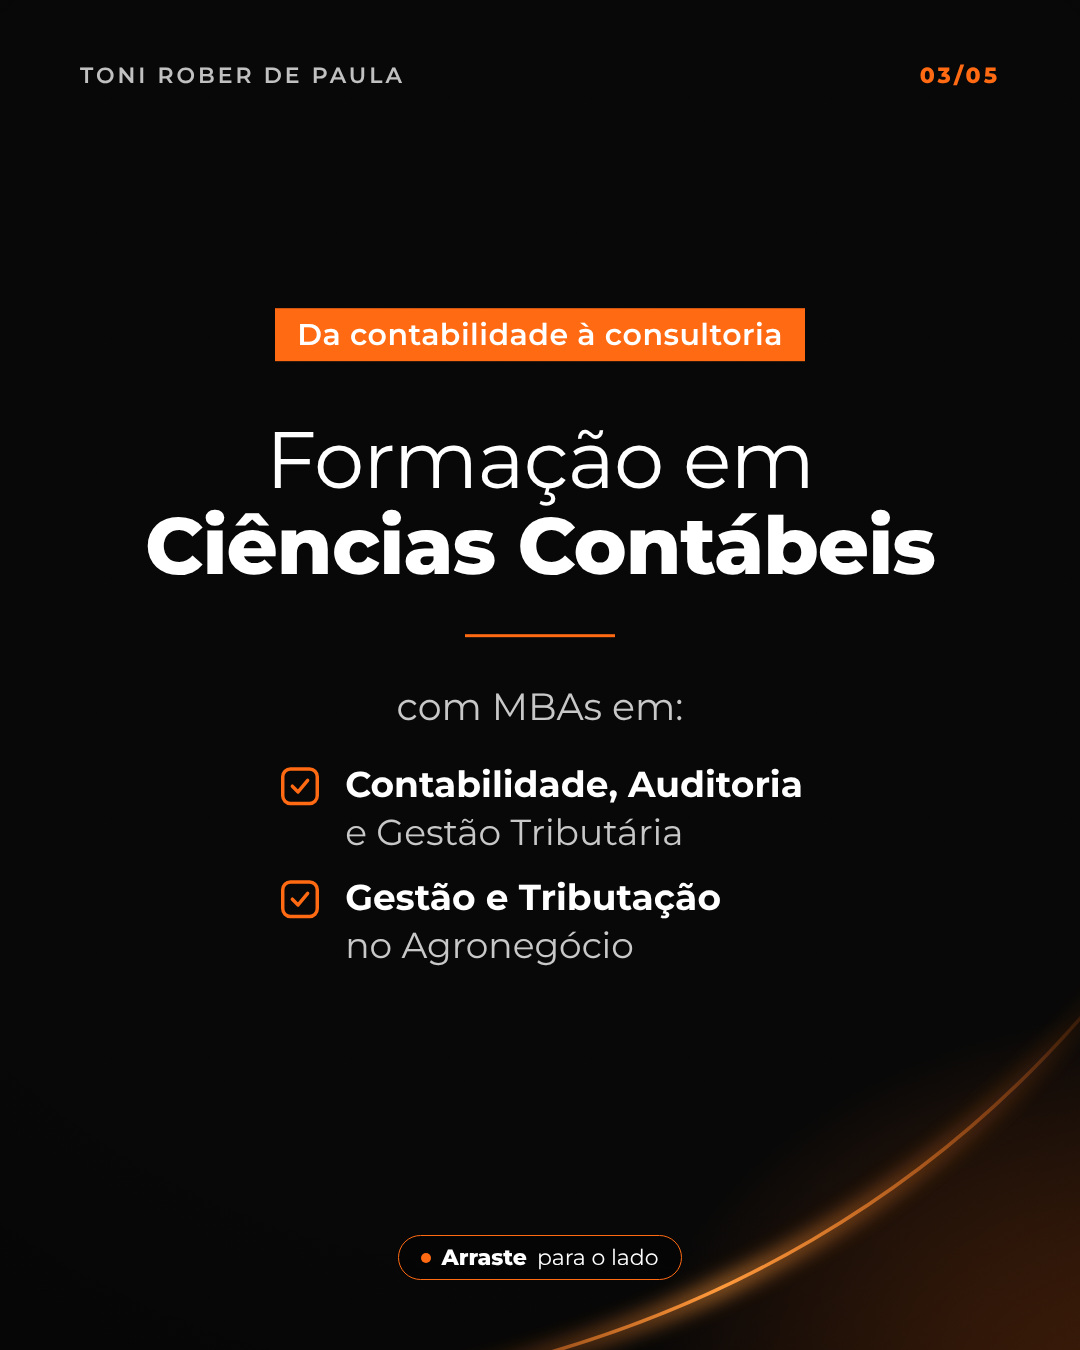 TONI ROBER DE PAULA
03/05
Da contabilidade à consultoria
Formação em
Ciências Contábeis
com MBAs em:
Contabilidade, Auditoria
e Gestão Tributária
Gestão e Tributação
no Agronegócio
Arraste para o lado